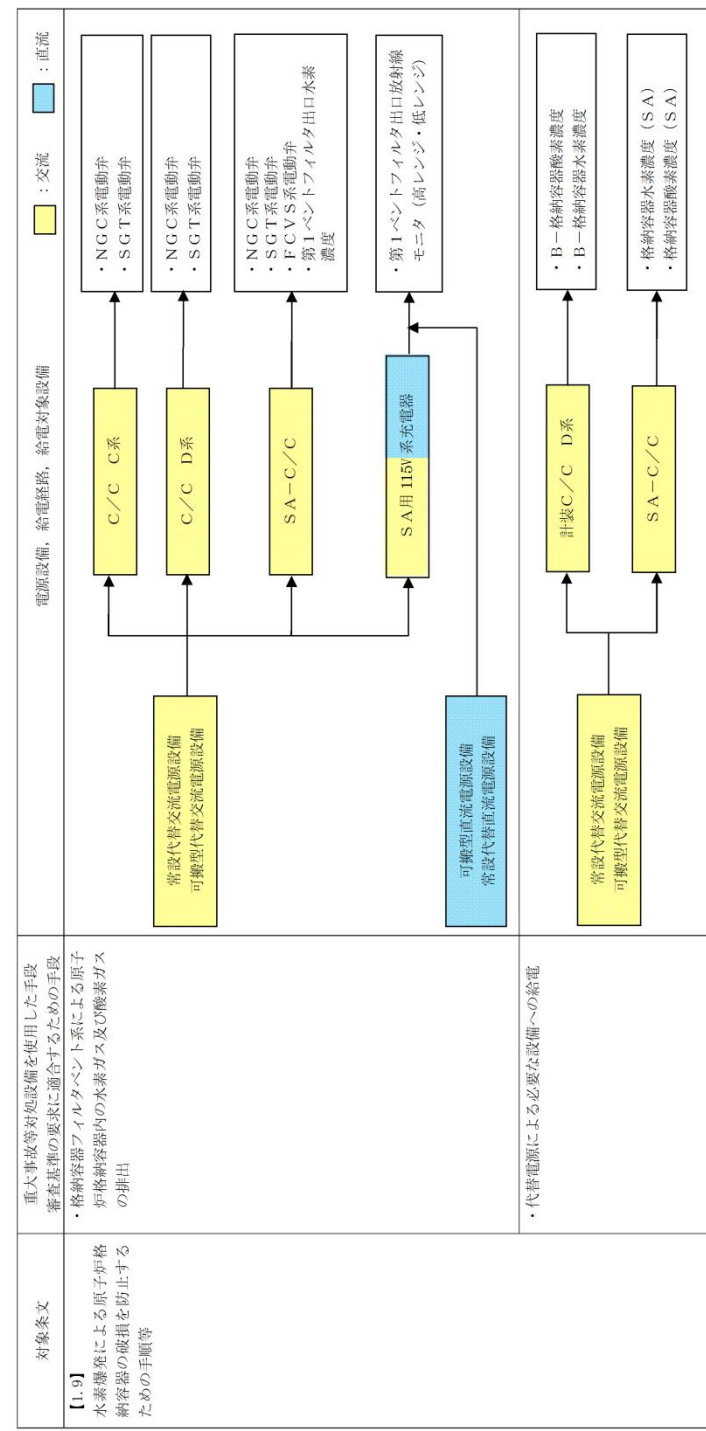 対象条文
重大事故等対処設備を使用した手段
審査基準の要求に適合するための手段
電源設備，給電経路，給電対象設備
：交流
：直流
【1.9】
水素爆発による原子炉格
納容器の破損を防止する
ための手順等
・格納容器フィルタベント系による原子
炉格納容器内の水素ガス及び酸素ガス
の排出
常設代替交流電源設備
可搬型代替交流電源設備
可搬型直流電源設備
常設代替直流電源設備
C／C　C系
C／C　D系
SA－C／C
SA用 115V系充電器
・NGC系電動弁
・SGT系電動弁
・NGC系電動弁
・SGT系電動弁
・NGC系電動弁
・SGT系電動弁
・FCVS系電動弁
・第1ベントフィルタ出口水素
濃度
・第1ベントフィルタ出口放射線
モニタ（高レンジ・低レンジ）
・代替電源による必要な設備への給電
常設代替交流電源設備
可搬型代替交流電源設備
計装C／C　D系
SA－C／C
・B－格納容器酸素濃度
・B－格納容器水素濃度
・格納容器水素濃度（SA）
・格納容器酸素濃度（SA）